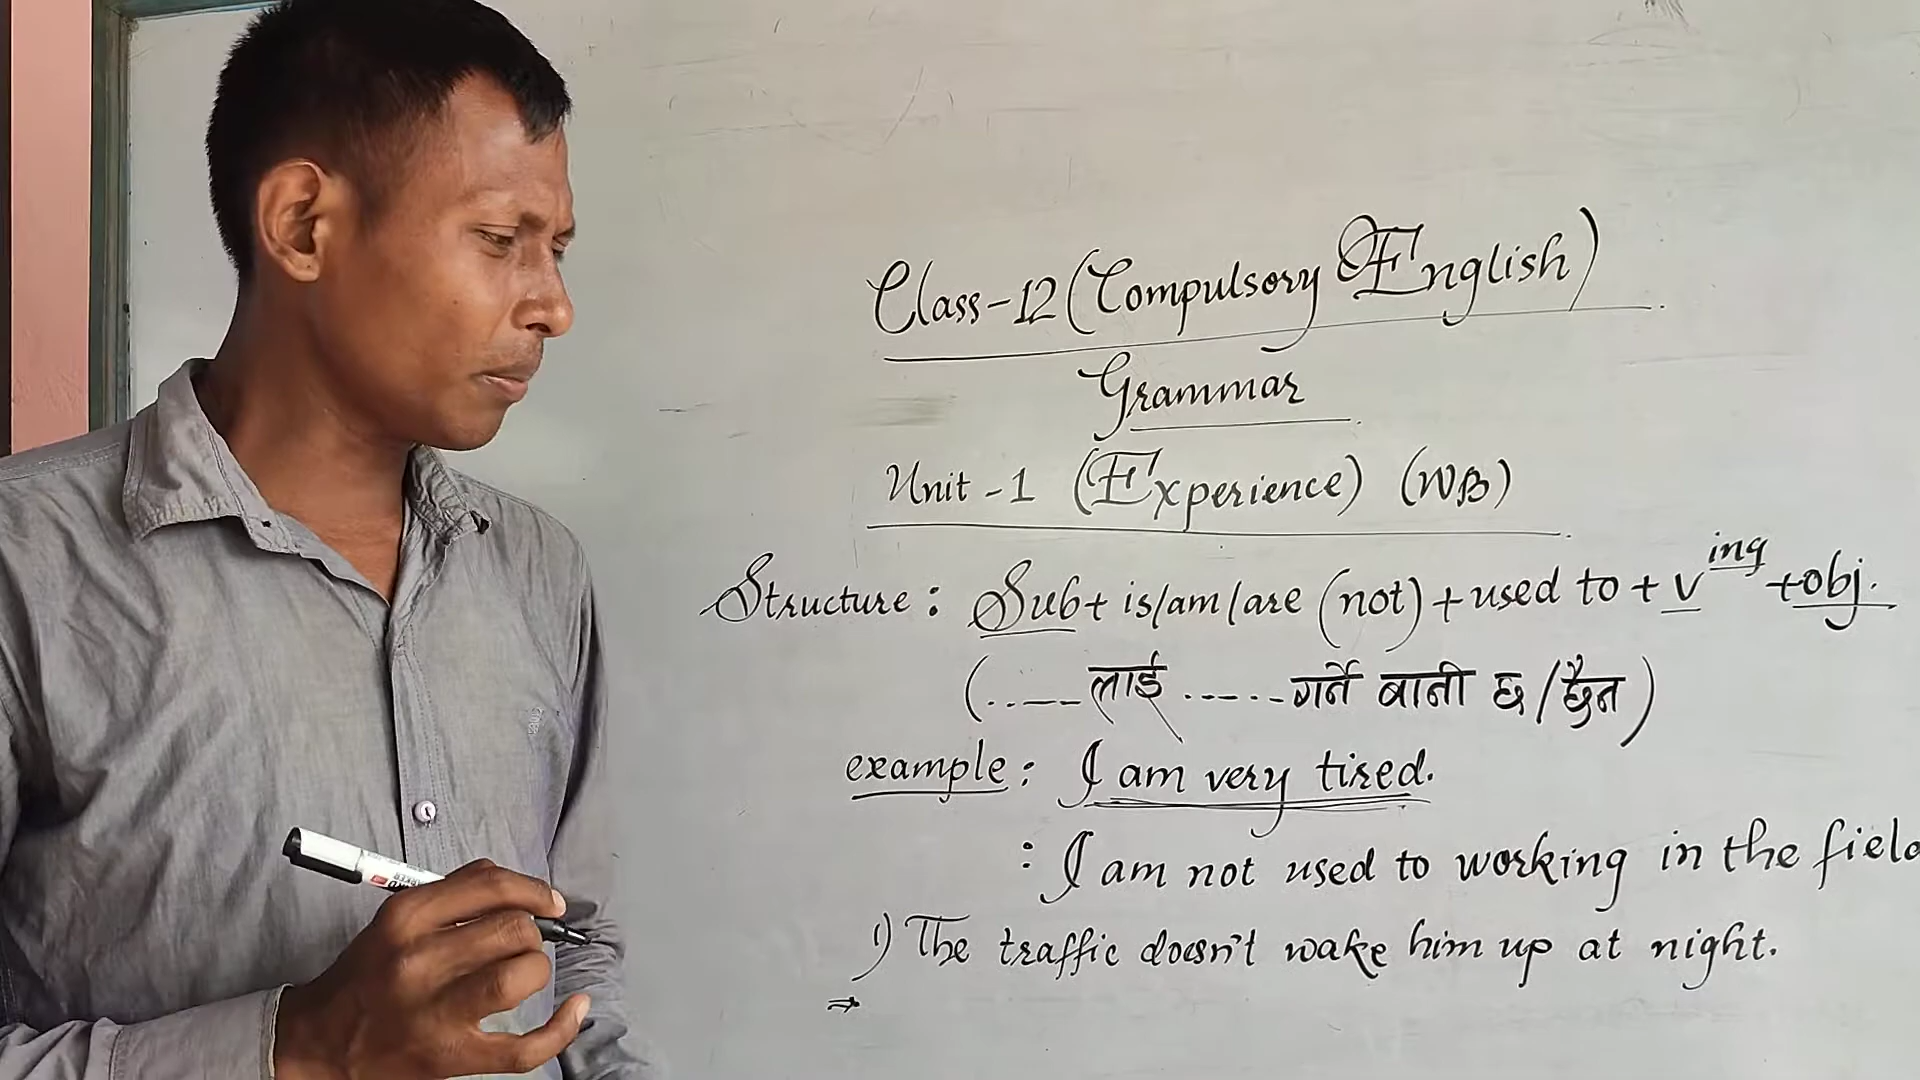 Class-12 (Compulsory English)
Grammar
Unit-1 (Experience) (WB)
Structure: Sub+ is/am/are (not) + used to + v ing + obj.
(..---लाई .....-गर्ने बानी छ/छैन)
example: I am very tired.
: I am not used to working in the field
1) The traffic doesn't wake him up at night.
⇒